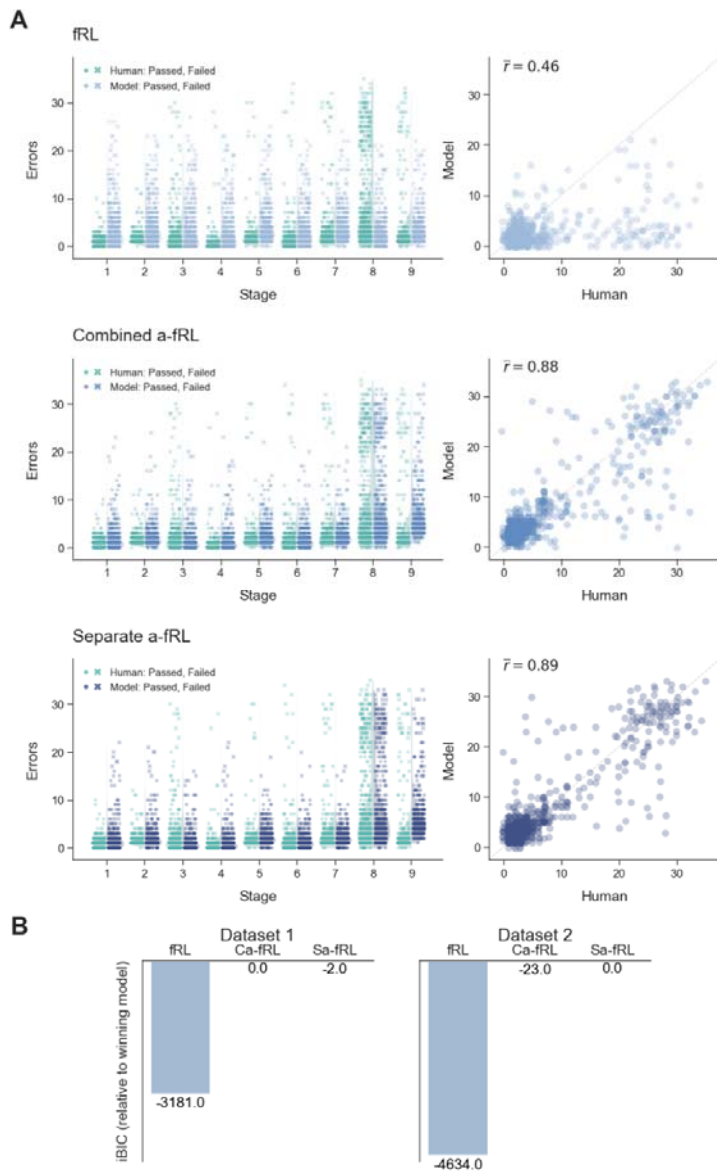 A
fRL
Human: Passed, Failed
Model: Passed, Failed
Errors
30
20
10
0
1 2 3 4 5 6 7 8 9
Stage
r̄ = 0.46
Model
30
20
10
0
0 10 20 30
Human
Combined a-fRL
Human: Passed, Failed
Model: Passed, Failed
Errors
30
20
10
0
1 2 3 4 5 6 7 8 9
Stage
r̄ = 0.88
Model
30
20
10
0
0 10 20 30
Human
Separate a-fRL
Human: Passed, Failed
Model: Passed, Failed
Errors
30
20
10
0
1 2 3 4 5 6 7 8 9
Stage
r̄ = 0.89
Model
30
20
10
0
0 10 20 30
Human
B
Dataset 1
fRL Ca-fRL Sa-fRL
0.0 -2.0
-3181.0
iBIC (relative to winning model)
Dataset 2
fRL Ca-fRL Sa-fRL
-23.0 0.0
-4634.0